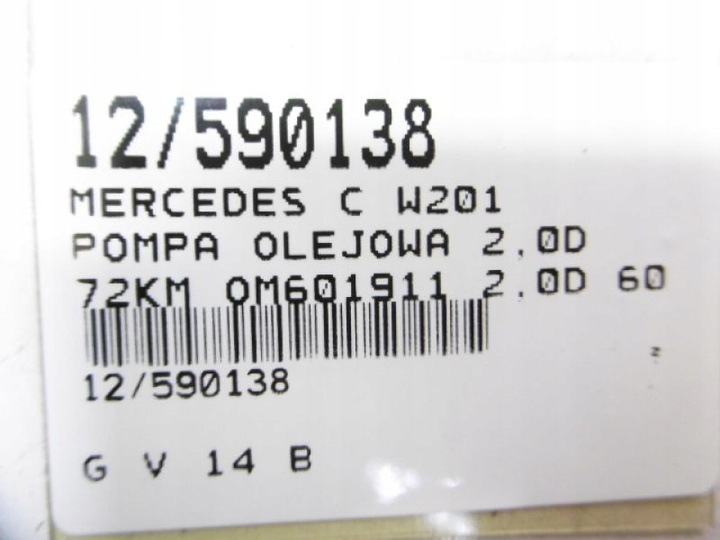 12/590138
MERCEDES C W201
POMPA OLEJOWA 2.0D
72KM OM601911 2.0D 60
12/590138
G V 14 B